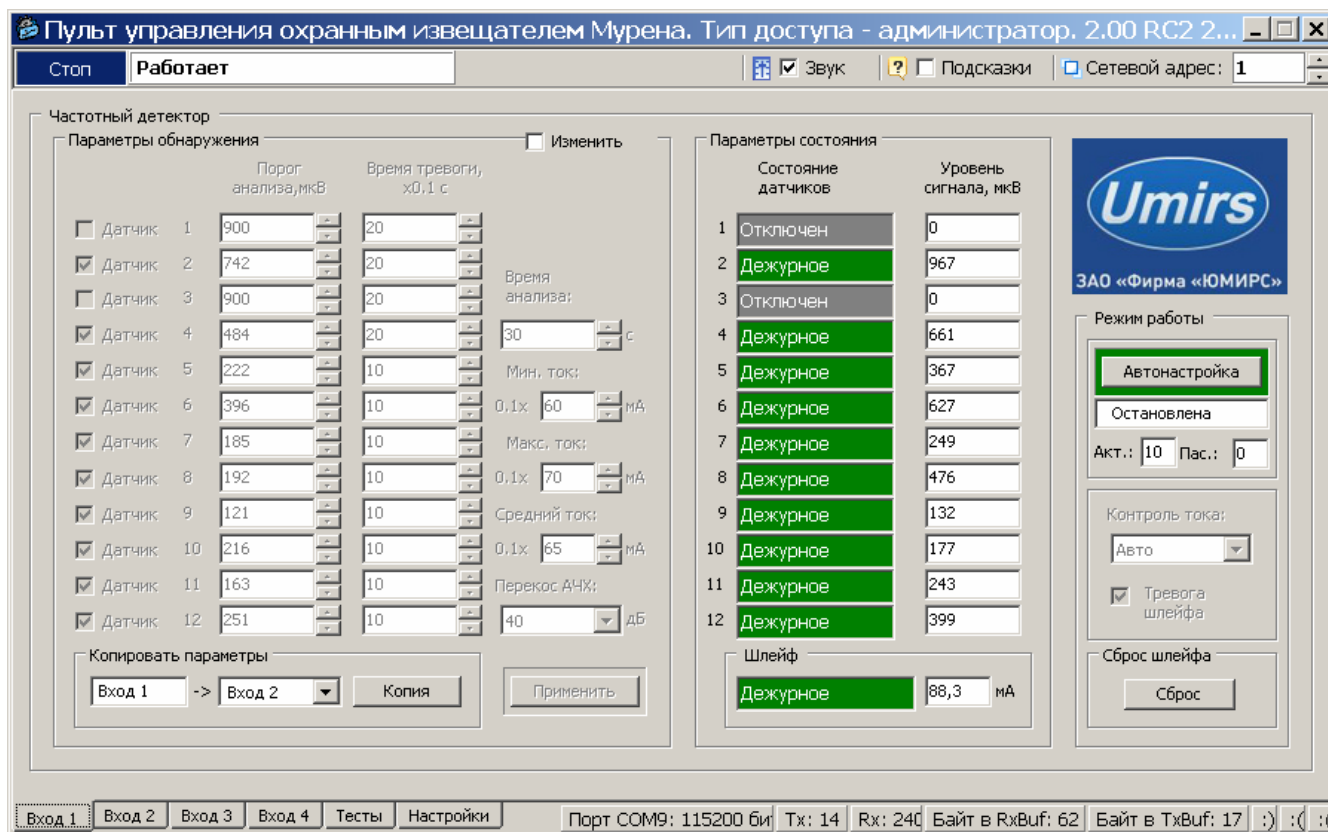 Пульт управления охранным извещателем Мурена. Тип доступа - администратор. 2.00 RC2 2...
Стоп Работает Звук Подсказки Сетевой адрес: 1
Частотный детектор
Параметры обнаружения Изменить
Порог анализа,мкВ Время тревоги, x0,1 с
Датчик 1 900 20
Датчик 2 742 20
Датчик 3 900 20
Датчик 4 484 20
Датчик 5 222 10
Датчик 6 396 10
Датчик 7 185 10
Датчик 8 192 10
Датчик 9 121 10
Датчик 10 216 10
Датчик 11 163 10
Датчик 12 251 10
Время
анализа:
30 с
Мин. ток:
0,1x 60 мА
Макс. ток:
0,1x 70 мА
Средний ток:
0,1x 65 мА
Перекос АЧХ:
40 дБ
Копировать параметры
Вход 1 -> Вход 2 Копия
Применить
Параметры состояния
Состояние датчиков Уровень сигнала, мкВ
1 Отключен 0
2 Дежурное 967
3 Отключен 0
4 Дежурное 661
5 Дежурное 367
6 Дежурное 627
7 Дежурное 249
8 Дежурное 476
9 Дежурное 132
10 Дежурное 177
11 Дежурное 243
12 Дежурное 399
Шлейф
Дежурное 88,3 мА
Umirs
ЗАО «Фирма «ЮМИРС»
Режим работы
Автонастройка
Остановлена
Акт.: 10 Пас.: 0
Контроль тока:
Авто
Тревога
шлейфа
Сброс шлейфа
Сброс
Вход 1 Вход 2 Вход 3 Вход 4 Тесты Настройки Порт COM9: 115200 би Tx: 14 Rx: 240 Байт в RxBuf: 62 Байт в TxBuf: 17 :) :( :(